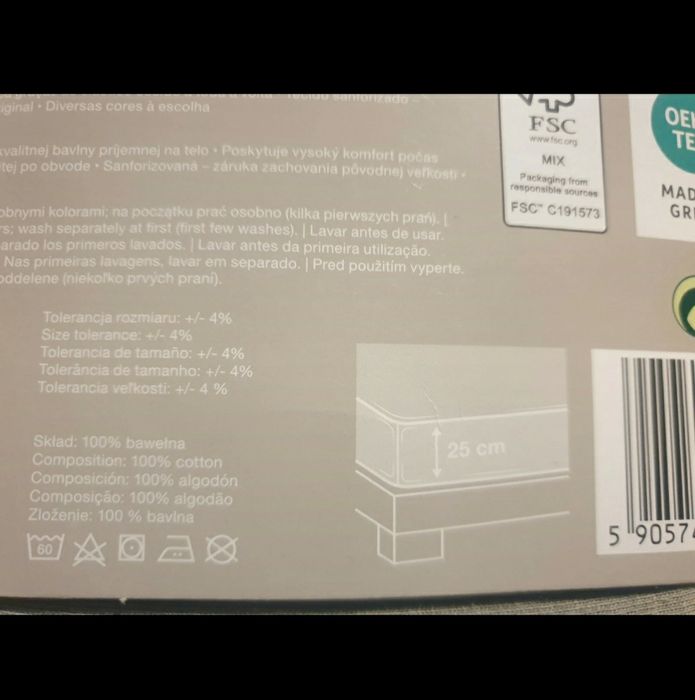 iginal • Diversas cores à escolha
kvalitnej bavlny príjemnej na telo • Poskytuje vysoký komfort počas
itej po obvode • Sanforizovaná – záruka zachovania pôvodnej veľkosti •
obnymi kolorami; na początku prać osobno (kilka pierwszych prań). |
rs; wash separately at first (first few washes). | Lavar antes de usar.
arado los primeros lavados. | Lavar antes da primeira utilização.
Nas primeiras lavagens, lavar em separado. | Pred použitím vyperte.
oddelene (niekoľko prvých praní).
Tolerancja rozmiaru: +/- 4%
Size tolerance: +/- 4%
Tolerancia de tamaño: +/- 4%
Tolerância de tamanho: +/- 4%
Tolerancia veľkosti: +/- 4 %
Skład: 100% bawełna
Composition: 100% cotton
Composición: 100% algodón
Composição: 100% algodão
Zloženie: 100 % bavlna
60
25 cm
FSC
www.fsc.org
MIX
Packaging from
responsible sources
FSC™ C191573
OE
TE
MAD
GR
5 90574